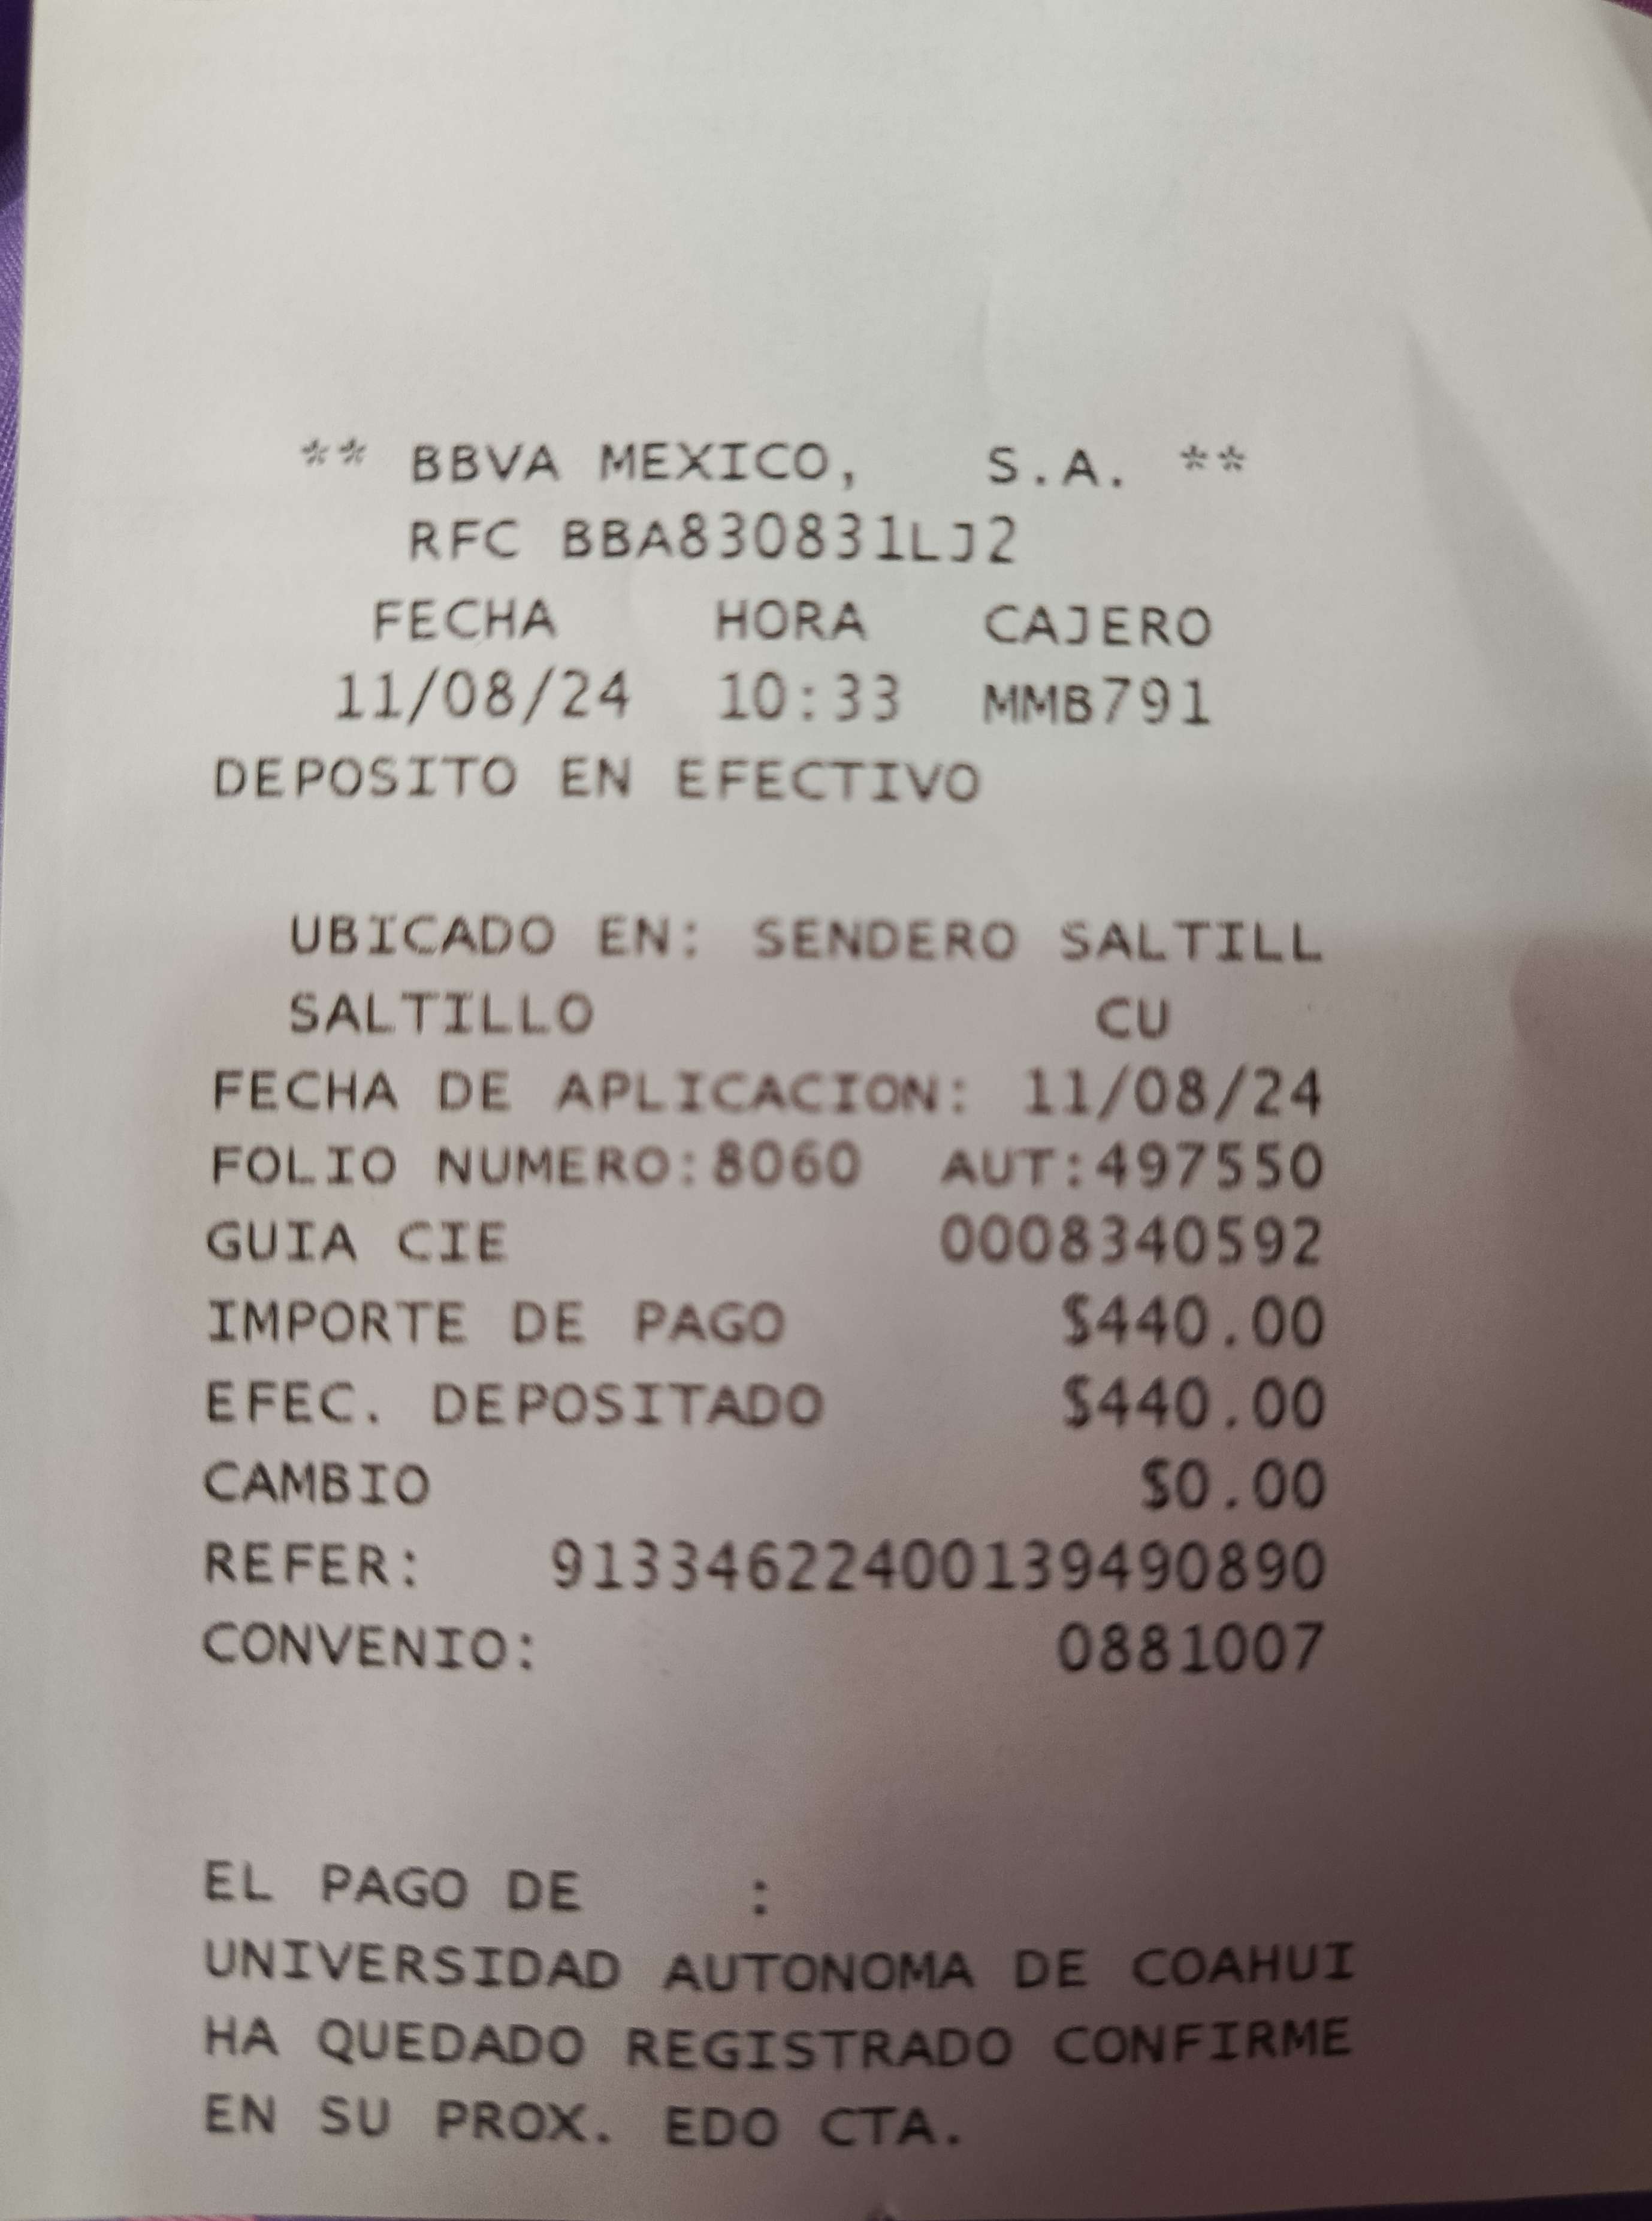 ** BBVA MEXICO, S.A. **
RFC BBA830831LJ2
FECHA HORA CAJERO
11/08/24 10:33 MMB791
DEPOSITO EN EFECTIVO
UBICADO EN: SENDERO SALTILL
SALTILLO CU
FECHA DE APLICACION: 11/08/24
FOLIO NUMERO:8060 AUT:497550
GUIA CIE 0008340592
IMPORTE DE PAGO $440.00
EFEC. DEPOSITADO $440.00
CAMBIO $0.00
REFER: 91334622400139490890
CONVENIO: 0881007
EL PAGO DE :
UNIVERSIDAD AUTONOMA DE COAHUI
HA QUEDADO REGISTRADO CONFIRME
EN SU PROX. EDO CTA.